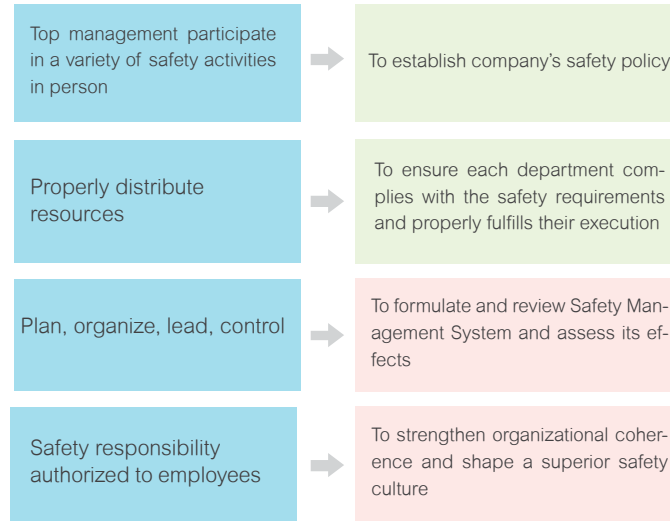 Top management participate
in a variety of safety activities
in person
To establish company's safety policy
Properly distribute
resources
To ensure each department com-
plies with the safety requirements
and properly fulfills their execution
Plan, organize, lead, control
To formulate and review Safety Man-
agement System and assess its ef-
fects
Safety responsibility
authorized to employees
To strengthen organizational coher-
ence and shape a superior safety
culture